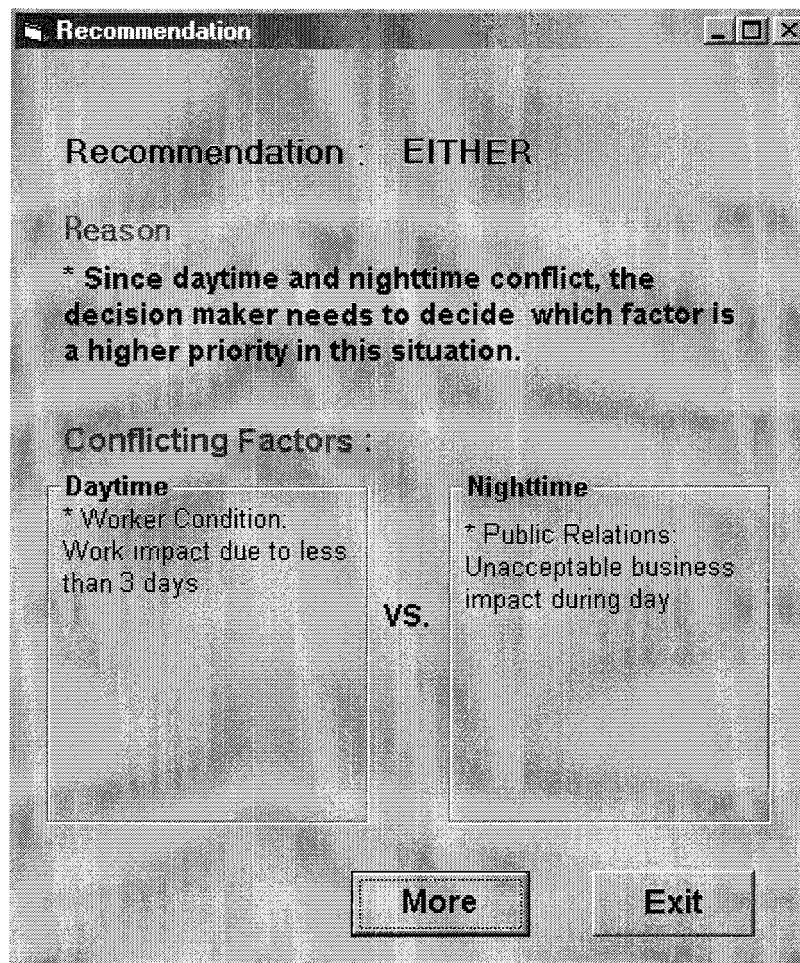 Recommendation
Recommendation : EITHER
Reason
* Since daytime and nighttime conflict, the
decision maker needs to decide which factor is
a higher priority in this situation.
Conflicting Factors :
Daytime
* Worker Condition:
Work impact due to less
than 3 days
VS.
Nighttime
* Public Relations:
Unacceptable business
impact during day
More
Exit